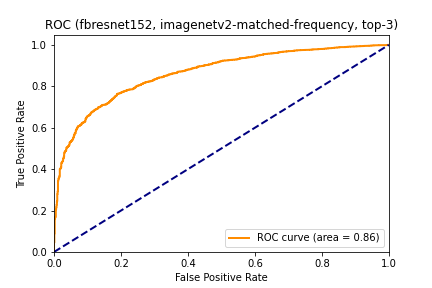 ROC (fbresnet152, imagenetv2-matched-frequency, top-3)
True Positive Rate
1.0
0.8
0.6
0.4
0.2
0.0
ROC curve (area = 0.86)
0.0 0.2 0.4 0.6 0.8 1.0
False Positive Rate